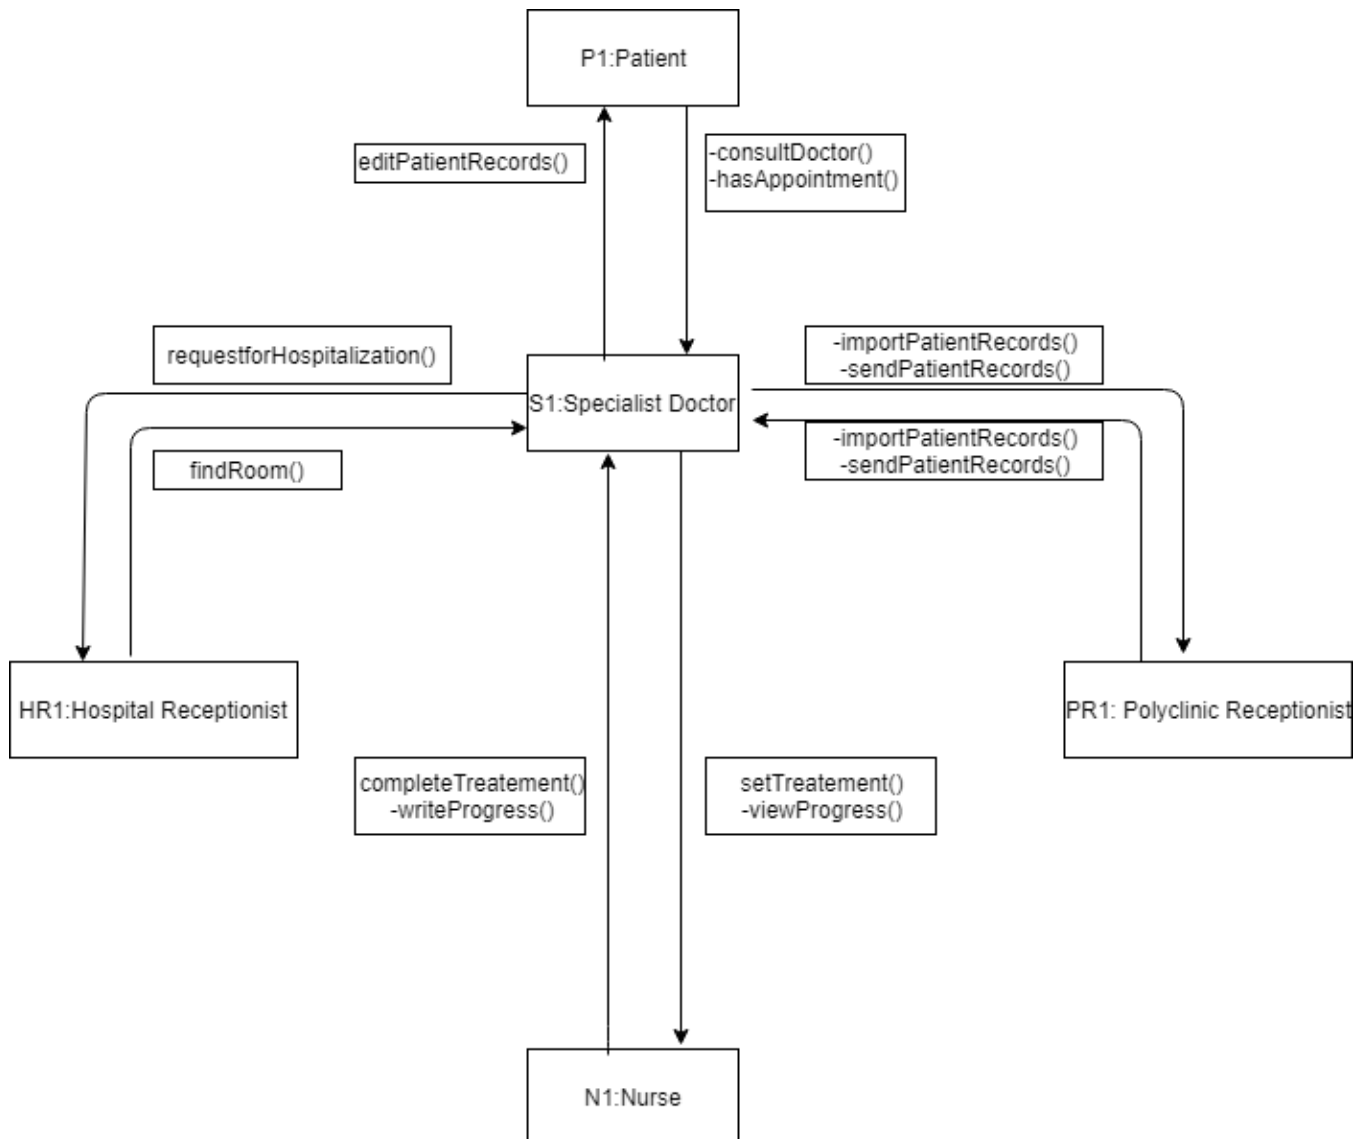 P1:Patient
editPatientRecords()
-consultDoctor()
-hasAppointment()
requestforHospitalization()
-importPatientRecords()
-sendPatientRecords()
S1:Specialist Doctor
findRoom()
-importPatientRecords()
-sendPatientRecords()
HR1:Hospital Receptionist
PR1: Polyclinic Receptionist
completeTreatement()
-writeProgress()
setTreatement()
-viewProgress()
N1:Nurse